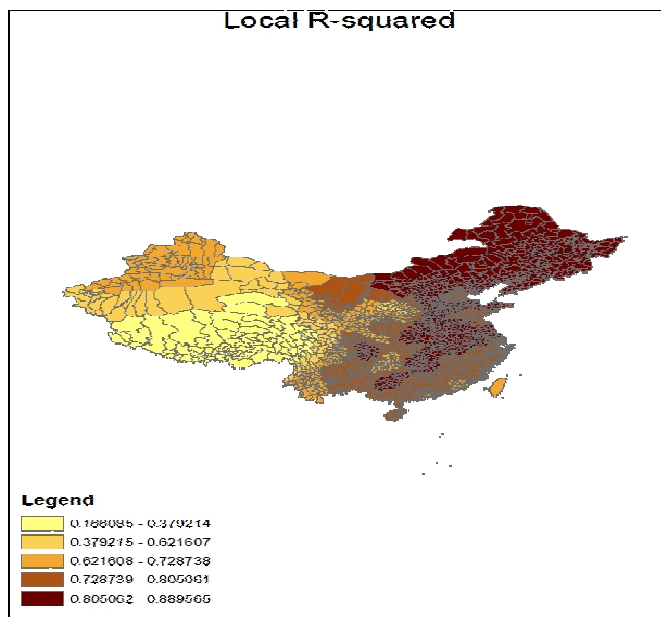 Local R-squared
Legend
0.188085 - 0.379214
0.379215 - 0.621607
0.621608 - 0.728738
0.728739 - 0.805061
0.805062 - 0.889565